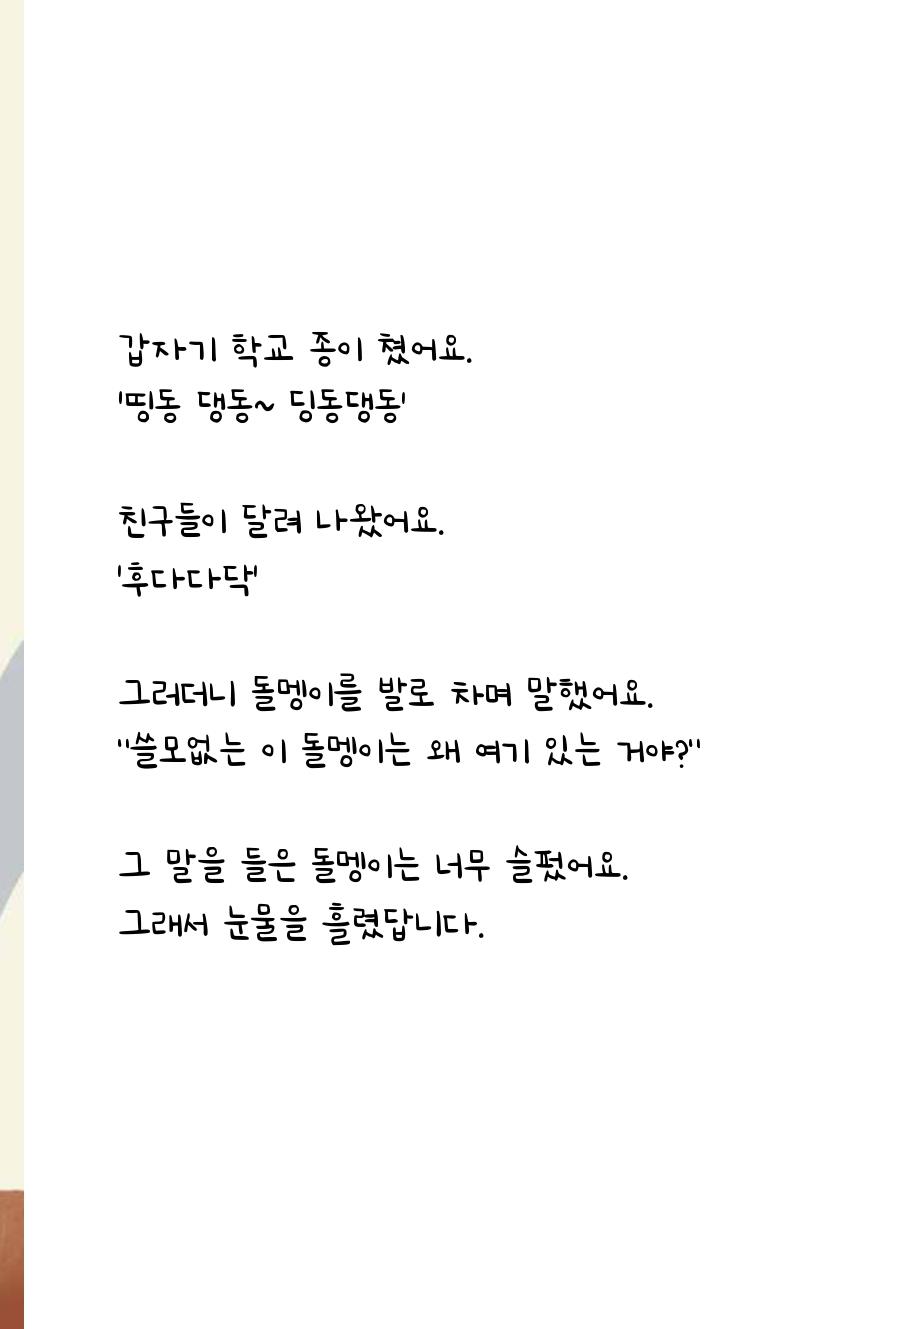 갑자기 학교 종이 쳤어요.
'띵동 댕동~ 딩동댕동'
친구들이 달려 나왔어요.
'후다다닥'
그러더니 돌멩이를 발로 차며 말했어요.
"쓸모없는 이 돌멩이는 왜 여기 있는 거야?"
그 말을 들은 돌멩이는 너무 슬펐어요.
그래서 눈물을 흘렸답니다.